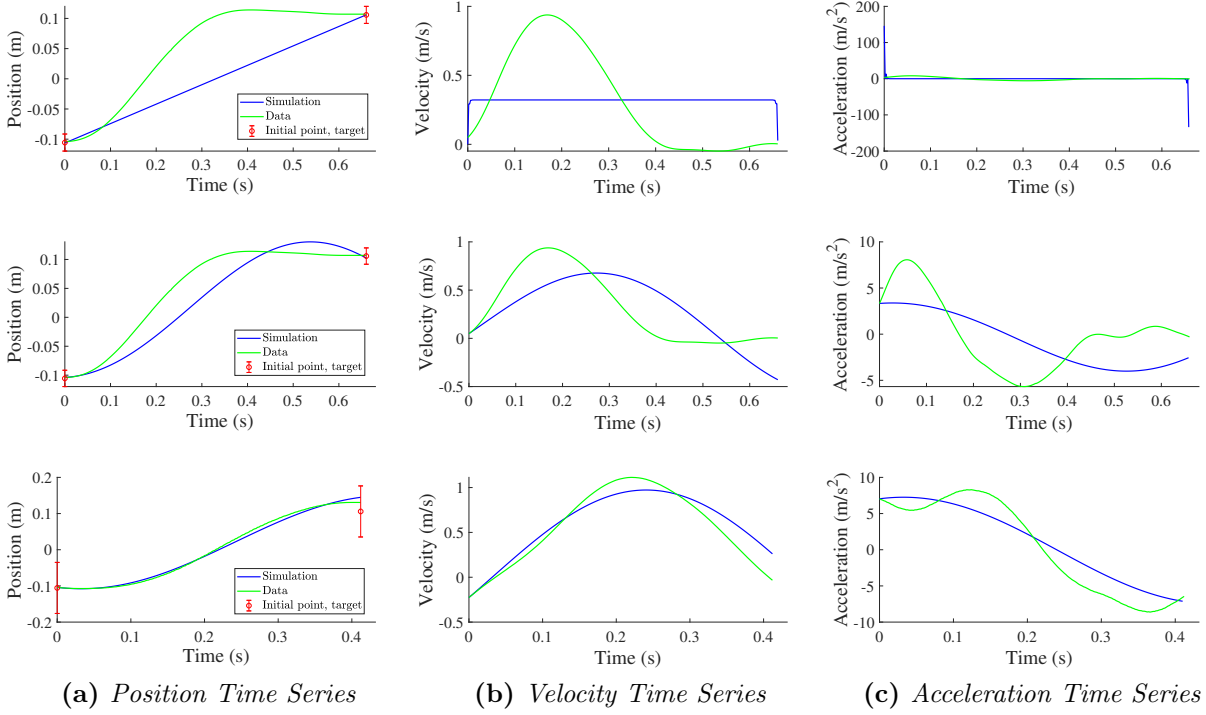 Position (m)
0.1
0.05
0
-0.05
-0.1
0 0.1 0.2 0.3 0.4 0.5 0.6
Time (s)
Simulation
Data
Initial point, target
Velocity (m/s)
1
0.5
0
0 0.1 0.2 0.3 0.4 0.5 0.6
Time (s)
Acceleration (m/s²)
200
100
0
-100
-200
0 0.1 0.2 0.3 0.4 0.5 0.6
Time (s)
Position (m)
0.1
0.05
0
-0.05
-0.1
0 0.1 0.2 0.3 0.4 0.5 0.6
Time (s)
Simulation
Data
Initial point, target
Velocity (m/s)
1
0.5
0
-0.5
0 0.1 0.2 0.3 0.4 0.5 0.6
Time (s)
Acceleration (m/s²)
10
5
0
-5
0 0.1 0.2 0.3 0.4 0.5 0.6
Time (s)
Position (m)
0.2
0.1
0
-0.1
-0.2
0 0.1 0.2 0.3 0.4
Time (s)
Simulation
Data
Initial point, target
Velocity (m/s)
1
0.5
0
-0.5
0 0.1 0.2 0.3 0.4
Time (s)
Acceleration (m/s²)
10
5
0
-5
-10
0 0.1 0.2 0.3 0.4
Time (s)
(a) Position Time Series
(b) Velocity Time Series
(c) Acceleration Time Series